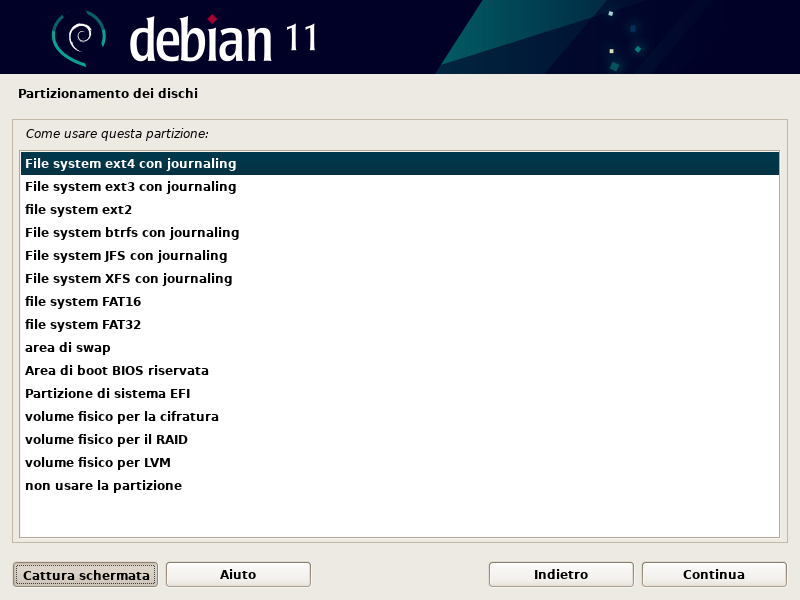 debian 11
Partizionamento dei dischi
Come usare questa partizione:
File system ext4 con journaling
File system ext3 con journaling
file system ext2
File system btrfs con journaling
File system JFS con journaling
File system XFS con journaling
file system FAT16
file system FAT32
area di swap
Area di boot BIOS riservata
Partizione di sistema EFI
volume fisico per la cifratura
volume fisico per il RAID
volume fisico per LVM
non usare la partizione
Cattura schermata
Aiuto
Indietro
Continua